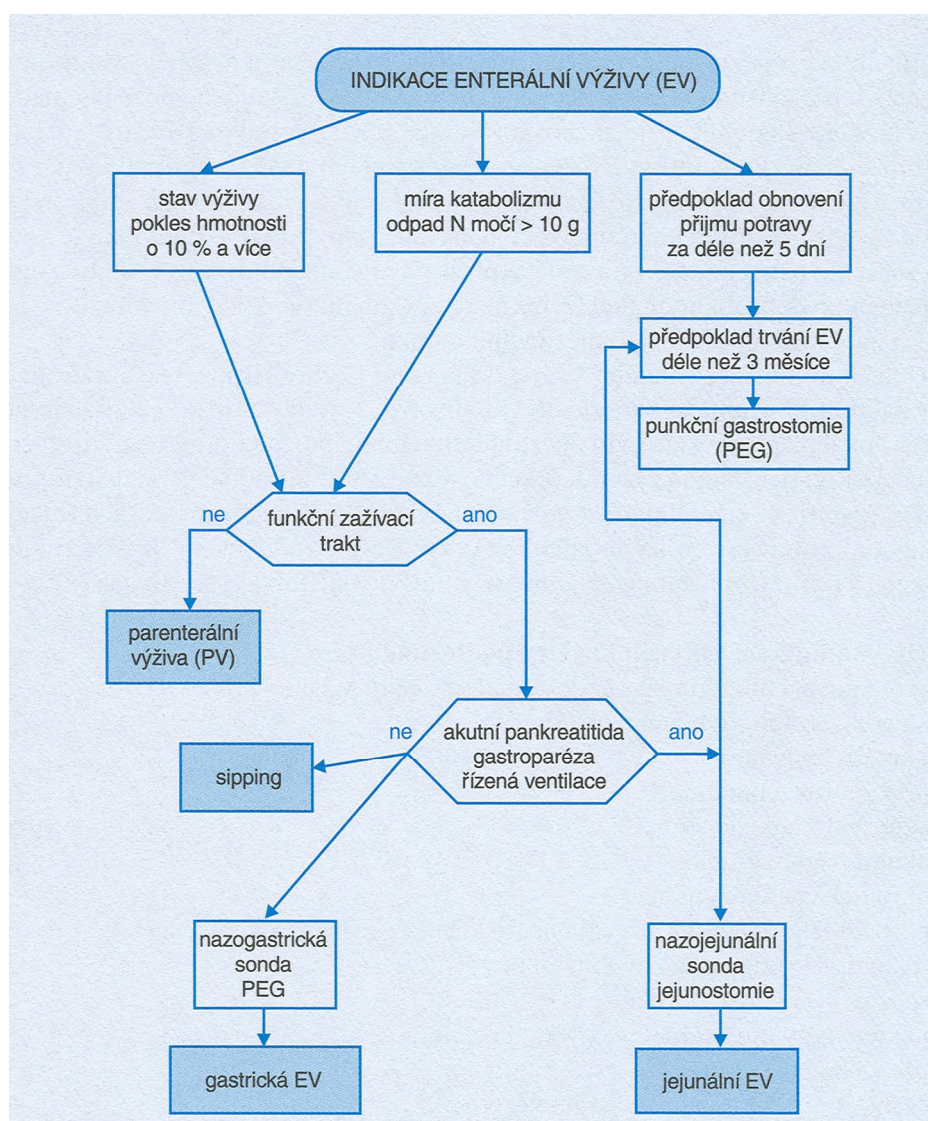 INDIKACE ENTERÁLNÍ VÝŽIVY (EV)
stav výživy
pokles hmotnosti
o 10 % a více
míra katabolizmu
odpad N močí > 10 g
předpoklad obnovení
přijmu potravy
za déle než 5 dní
předpoklad trvání EV
déle než 3 měsíce
punkční gastrostomie
(PEG)
ne
funkční zažívací
trakt
ano
parenterální
výživa (PV)
ne
akutní pankreatitida
gastroparéza
řízená ventilace
ano
sipping
nazogastrická
sonda
PEG
nazojejunální
sonda
jejunostomie
gastrická EV
jejunální EV